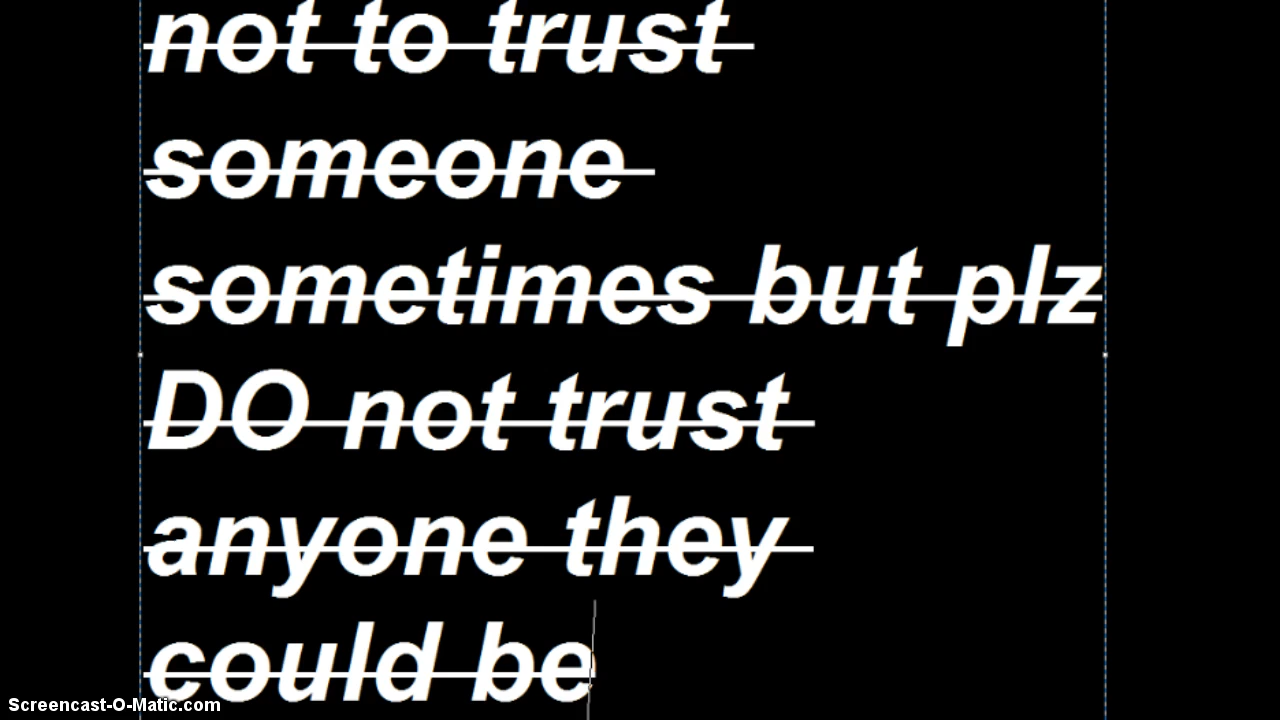 not to trust
someone
sometimes but plz
DO not trust
anyone they
could be
Screencast-O-Matic.com